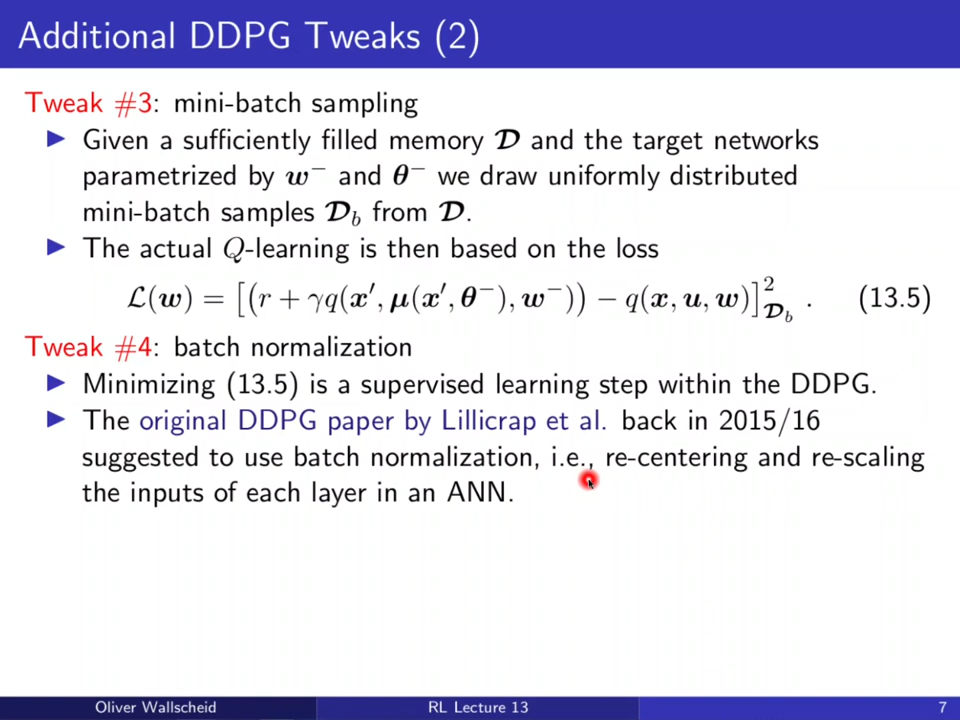 Additional DDPG Tweaks (2)
Tweak #3: mini-batch sampling
▶ Given a sufficiently filled memory 𝓓 and the target networks
parametrized by w⁻ and θ⁻ we draw uniformly distributed
mini-batch samples 𝓓_b from 𝓓.
▶ The actual Q-learning is then based on the loss
ℒ(w) = [(r + γq(x′, μ(x′, θ⁻), w⁻)) − q(x, u, w)]²_𝓓_b . (13.5)
Tweak #4: batch normalization
▶ Minimizing (13.5) is a supervised learning step within the DDPG.
▶ The original DDPG paper by Lillicrap et al. back in 2015/16
suggested to use batch normalization, i.e., re-centering and re-scaling
the inputs of each layer in an ANN.
Oliver Wallscheid RL Lecture 13 7